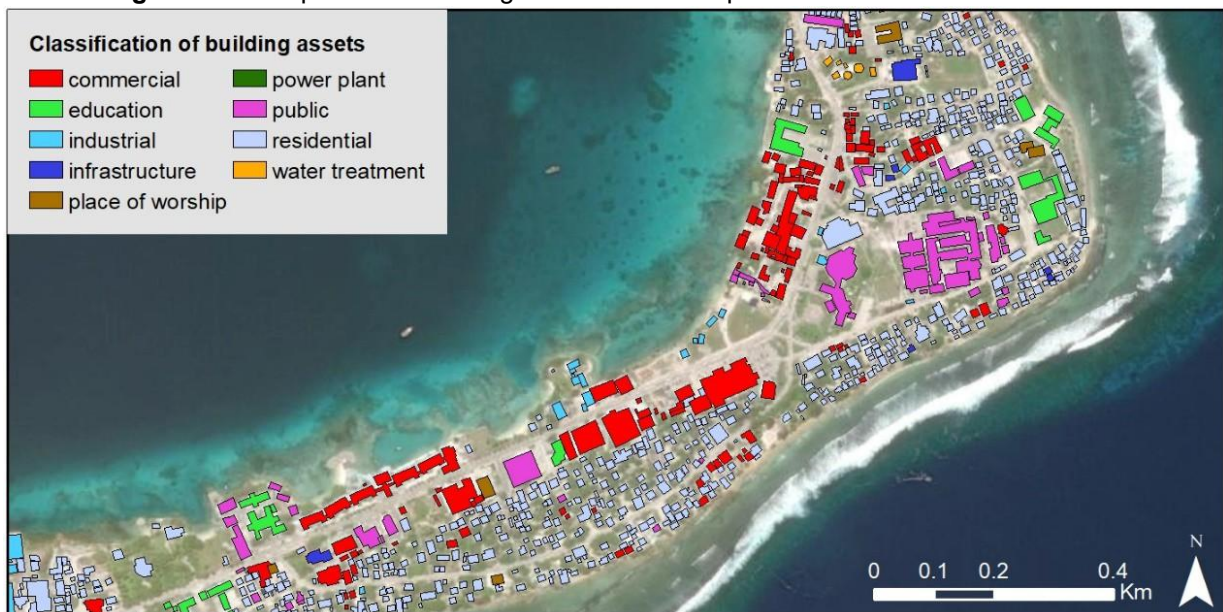 Classification of building assets
commercial
power plant
education
public
industrial
residential
infrastructure
water treatment
place of worship
N
0 0.1 0.2 0.4
Km